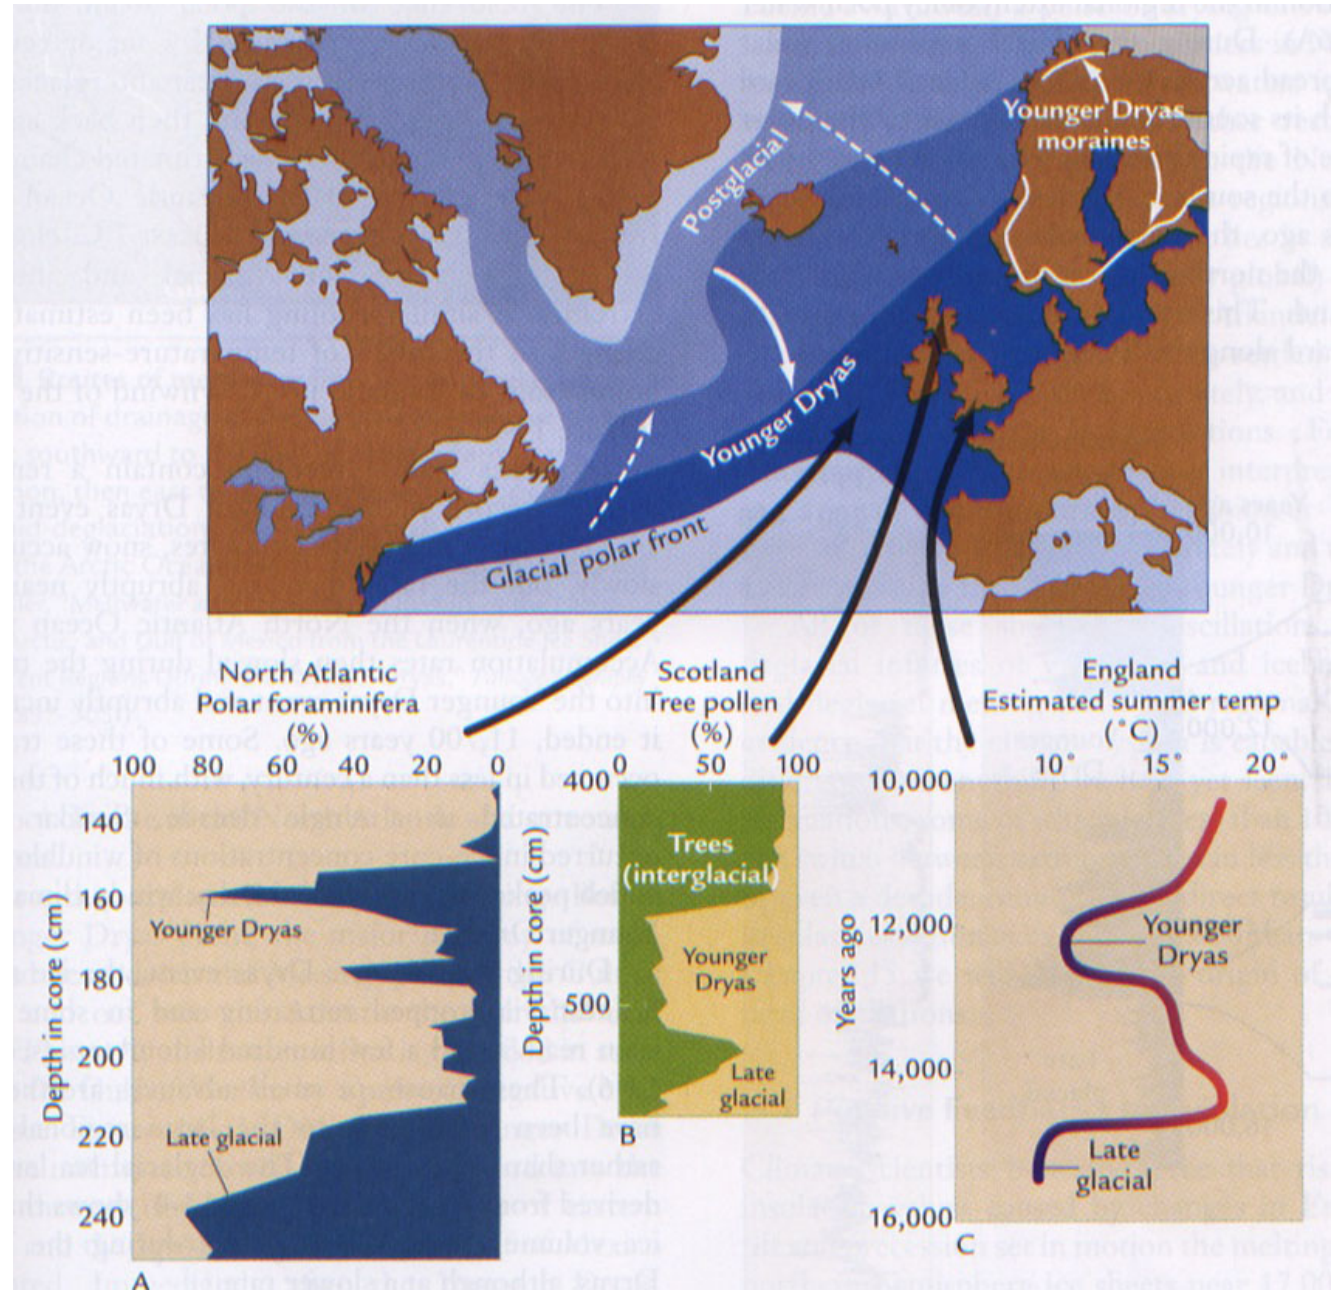 Younger Dryas
moraines
Postglacial
Younger Dryas
Glacial polar front
North Atlantic
Polar foraminifera
(%)
Scotland
Tree pollen
(%)
England
Estimated summer temp
(˚C)
100 80 60 40 20 0
Depth in core (cm)
140
160
180
200
220
240
Younger Dryas
Late glacial
A
0 50 100
Depth in core (cm)
400
500
Trees
(interglacial)
Younger
Dryas
Late
glacial
B
10˚ 15˚ 20˚
Years ago
10,000
12,000
14,000
16,000
Younger
Dryas
Late
glacial
C